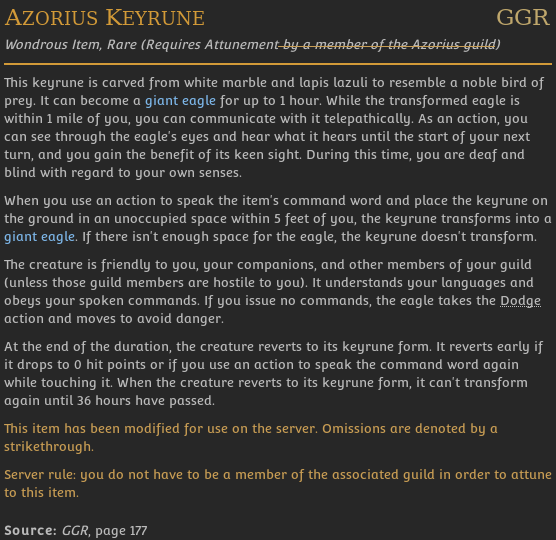 Azorius Keyrune GGR
Wondrous Item, Rare (Requires Attunement by a member of the Azorius guild)
This keyrune is carved from white marble and lapis lazuli to resemble a noble bird of
prey. It can become a giant eagle for up to 1 hour. While the transformed eagle is
within 1 mile of you, you can communicate with it telepathically. As an action, you
can see through the eagle's eyes and hear what it hears until the start of your next
turn, and you gain the benefit of its keen sight. During this time, you are deaf and
blind with regard to your own senses.
When you use an action to speak the item's command word and place the keyrune on
the ground in an unoccupied space within 5 feet of you, the keyrune transforms into a
giant eagle. If there isn't enough space for the eagle, the keyrune doesn't transform.
The creature is friendly to you, your companions, and other members of your guild
(unless those guild members are hostile to you). It understands your languages and
obeys your spoken commands. If you issue no commands, the eagle takes the Dodge
action and moves to avoid danger.
At the end of the duration, the creature reverts to its keyrune form. It reverts early if
it drops to 0 hit points or if you use an action to speak the command word again
while touching it. When the creature reverts to its keyrune form, it can't transform
again until 36 hours have passed.
This item has been modified for use on the server. Omissions are denoted by a
strikethrough.
Server rule: you do not have to be a member of the associated guild in order to attune
to this item.
Source: GGR, page 177